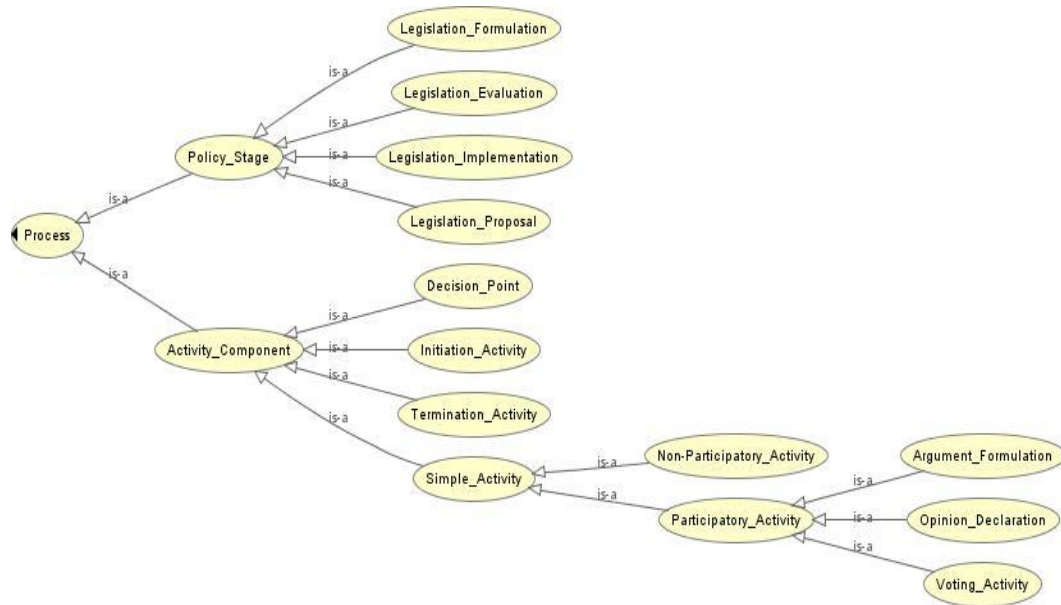 Legislation_Formulation
is-a
Legislation_Evaluation
is-a
Policy_Stage
is-a
Legislation_Implementation
is-a
is-a
Legislation_Proposal
Process
is-a
Decision_Point
is-a
Activity_Component
is-a
Initiation_Activity
is-a
Termination_Activity
is-a
Simple_Activity
is-a
Non-Participatory_Activity
is-a
Participatory_Activity
is-a
Argument_Formulation
is-a
Opinion_Declaration
is-a
Voting_Activity